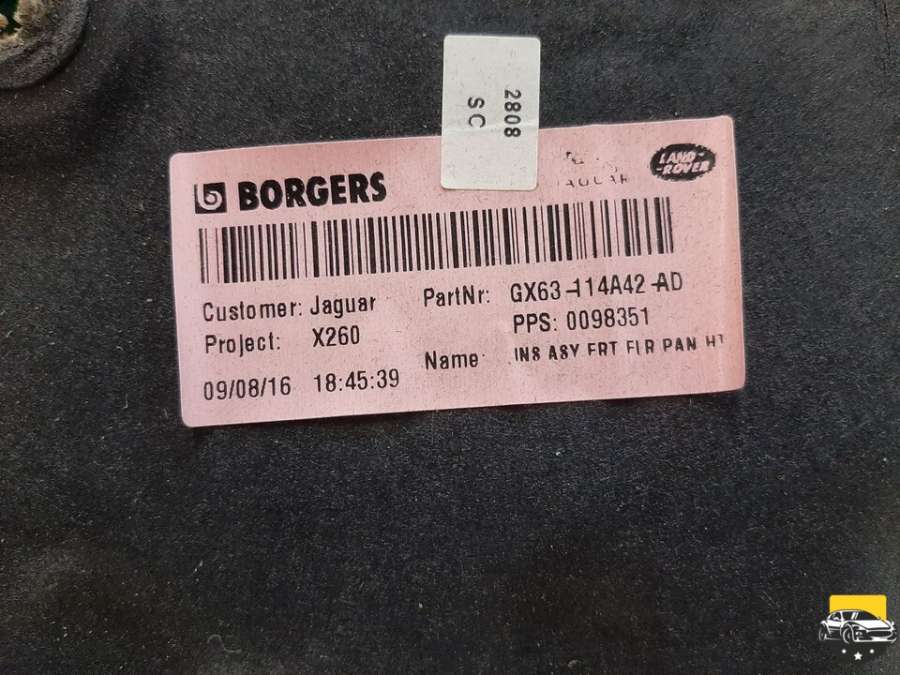 2808
SC
BORGERS
JAGUAR
LAND-
-ROVER
Customer: Jaguar
PartNr: GX63-114A42-AD
Project: X260
PPS: 0098351
Name: INS ASY FRT FLR PAN HT
09/08/16 18:45:39